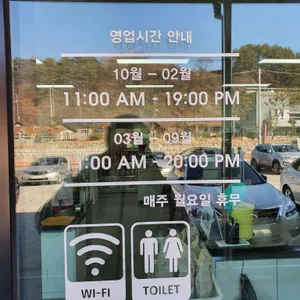 영업시간 안내
10월 - 02월
11:00 AM - 19:00 PM
03월 - 09월
11:00 AM - 20:00 PM
매주 월요일 휴무
WI-FI TOILET